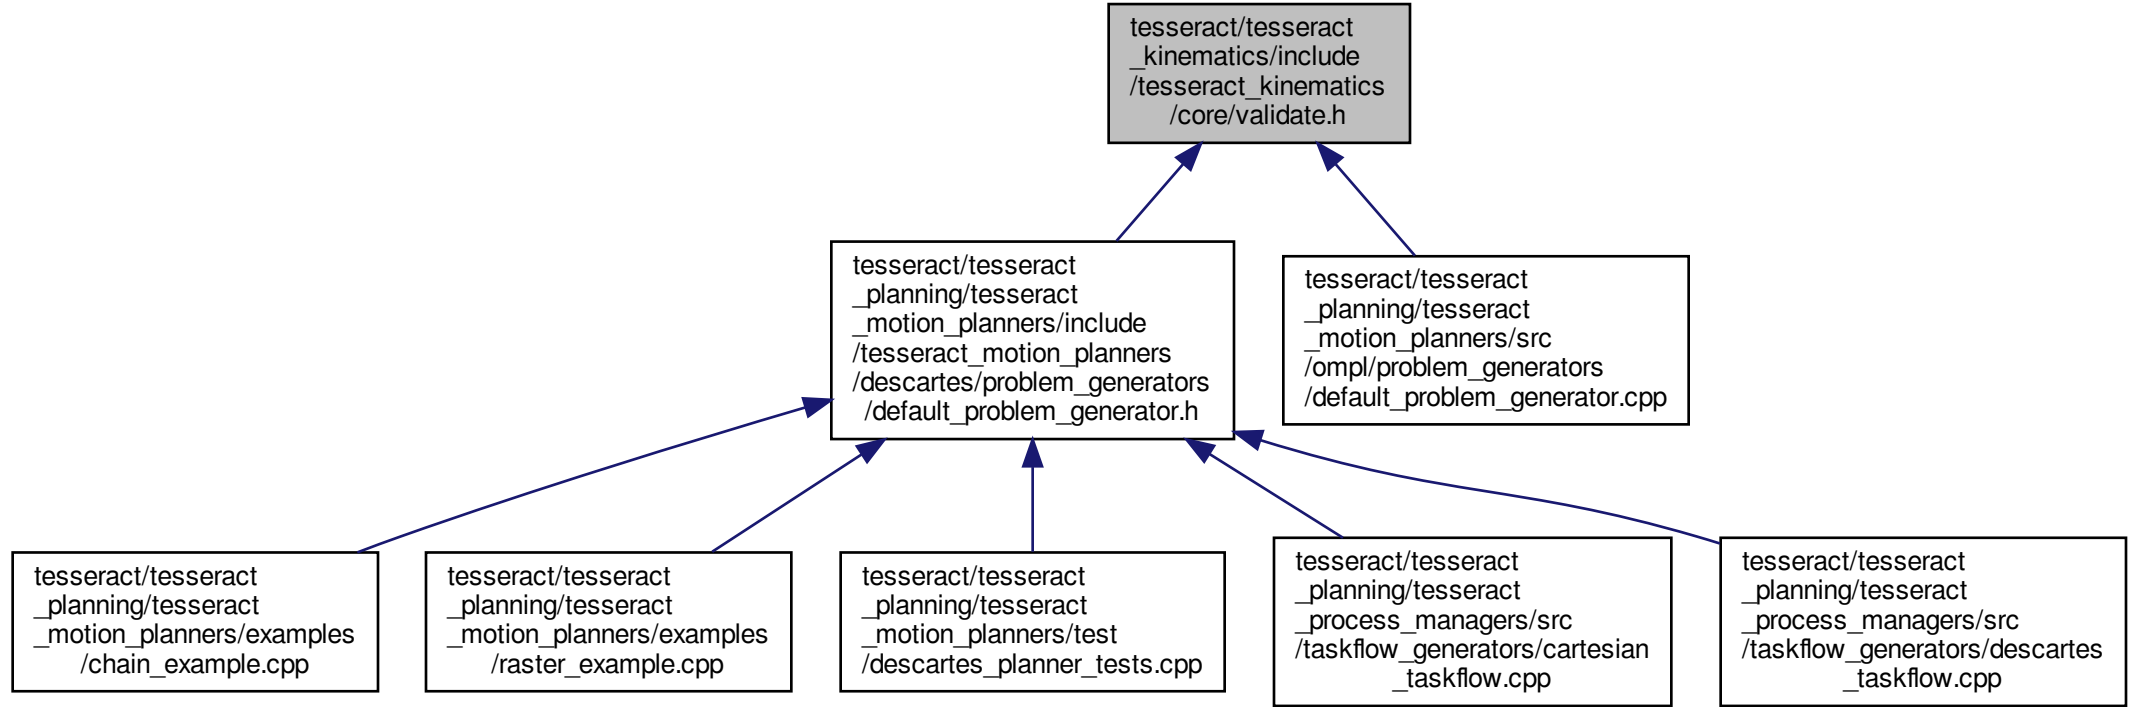 tesseract/tesseract
_kinematics/include
/tesseract_kinematics
/core/validate.h
tesseract/tesseract
_planning/tesseract
_motion_planners/include
/tesseract_motion_planners
/descartes/problem_generators
/default_problem_generator.h
tesseract/tesseract
_planning/tesseract
_motion_planners/src
/ompl/problem_generators
/default_problem_generator.cpp
tesseract/tesseract
_planning/tesseract
_motion_planners/examples
/chain_example.cpp
tesseract/tesseract
_planning/tesseract
_motion_planners/examples
/raster_example.cpp
tesseract/tesseract
_planning/tesseract
_motion_planners/test
/descartes_planner_tests.cpp
tesseract/tesseract
_planning/tesseract
_process_managers/src
/taskflow_generators/cartesian
_taskflow.cpp
tesseract/tesseract
_planning/tesseract
_process_managers/src
/taskflow_generators/descartes
_taskflow.cpp